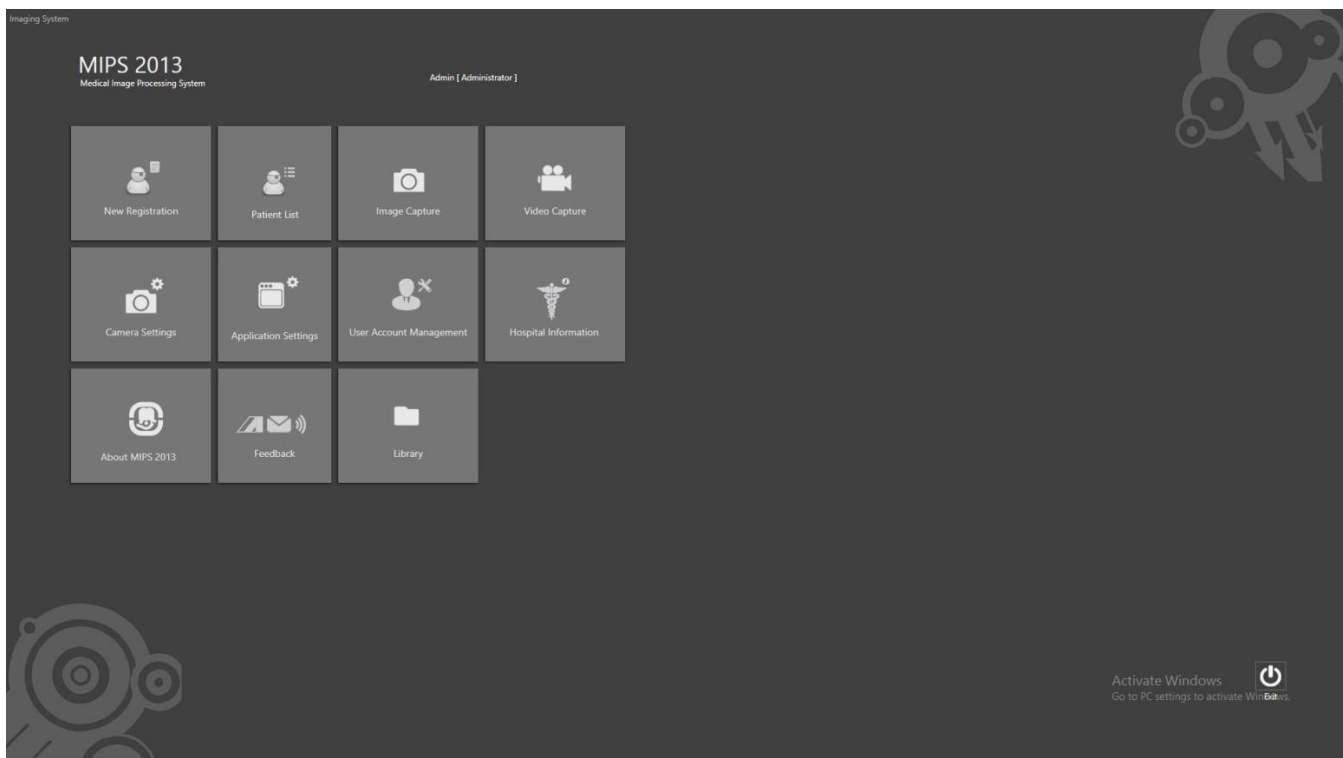 Imaging System
MIPS 2013
Medical Image Processing System
Admin [ Administrator ]
New Registration
Patient List
Image Capture
Video Capture
Camera Settings
Application Settings
User Account Management
Hospital Information
About MIPS 2013
Feedback
Library
Activate Windows
Go to PC settings to activate Windows.
Exit